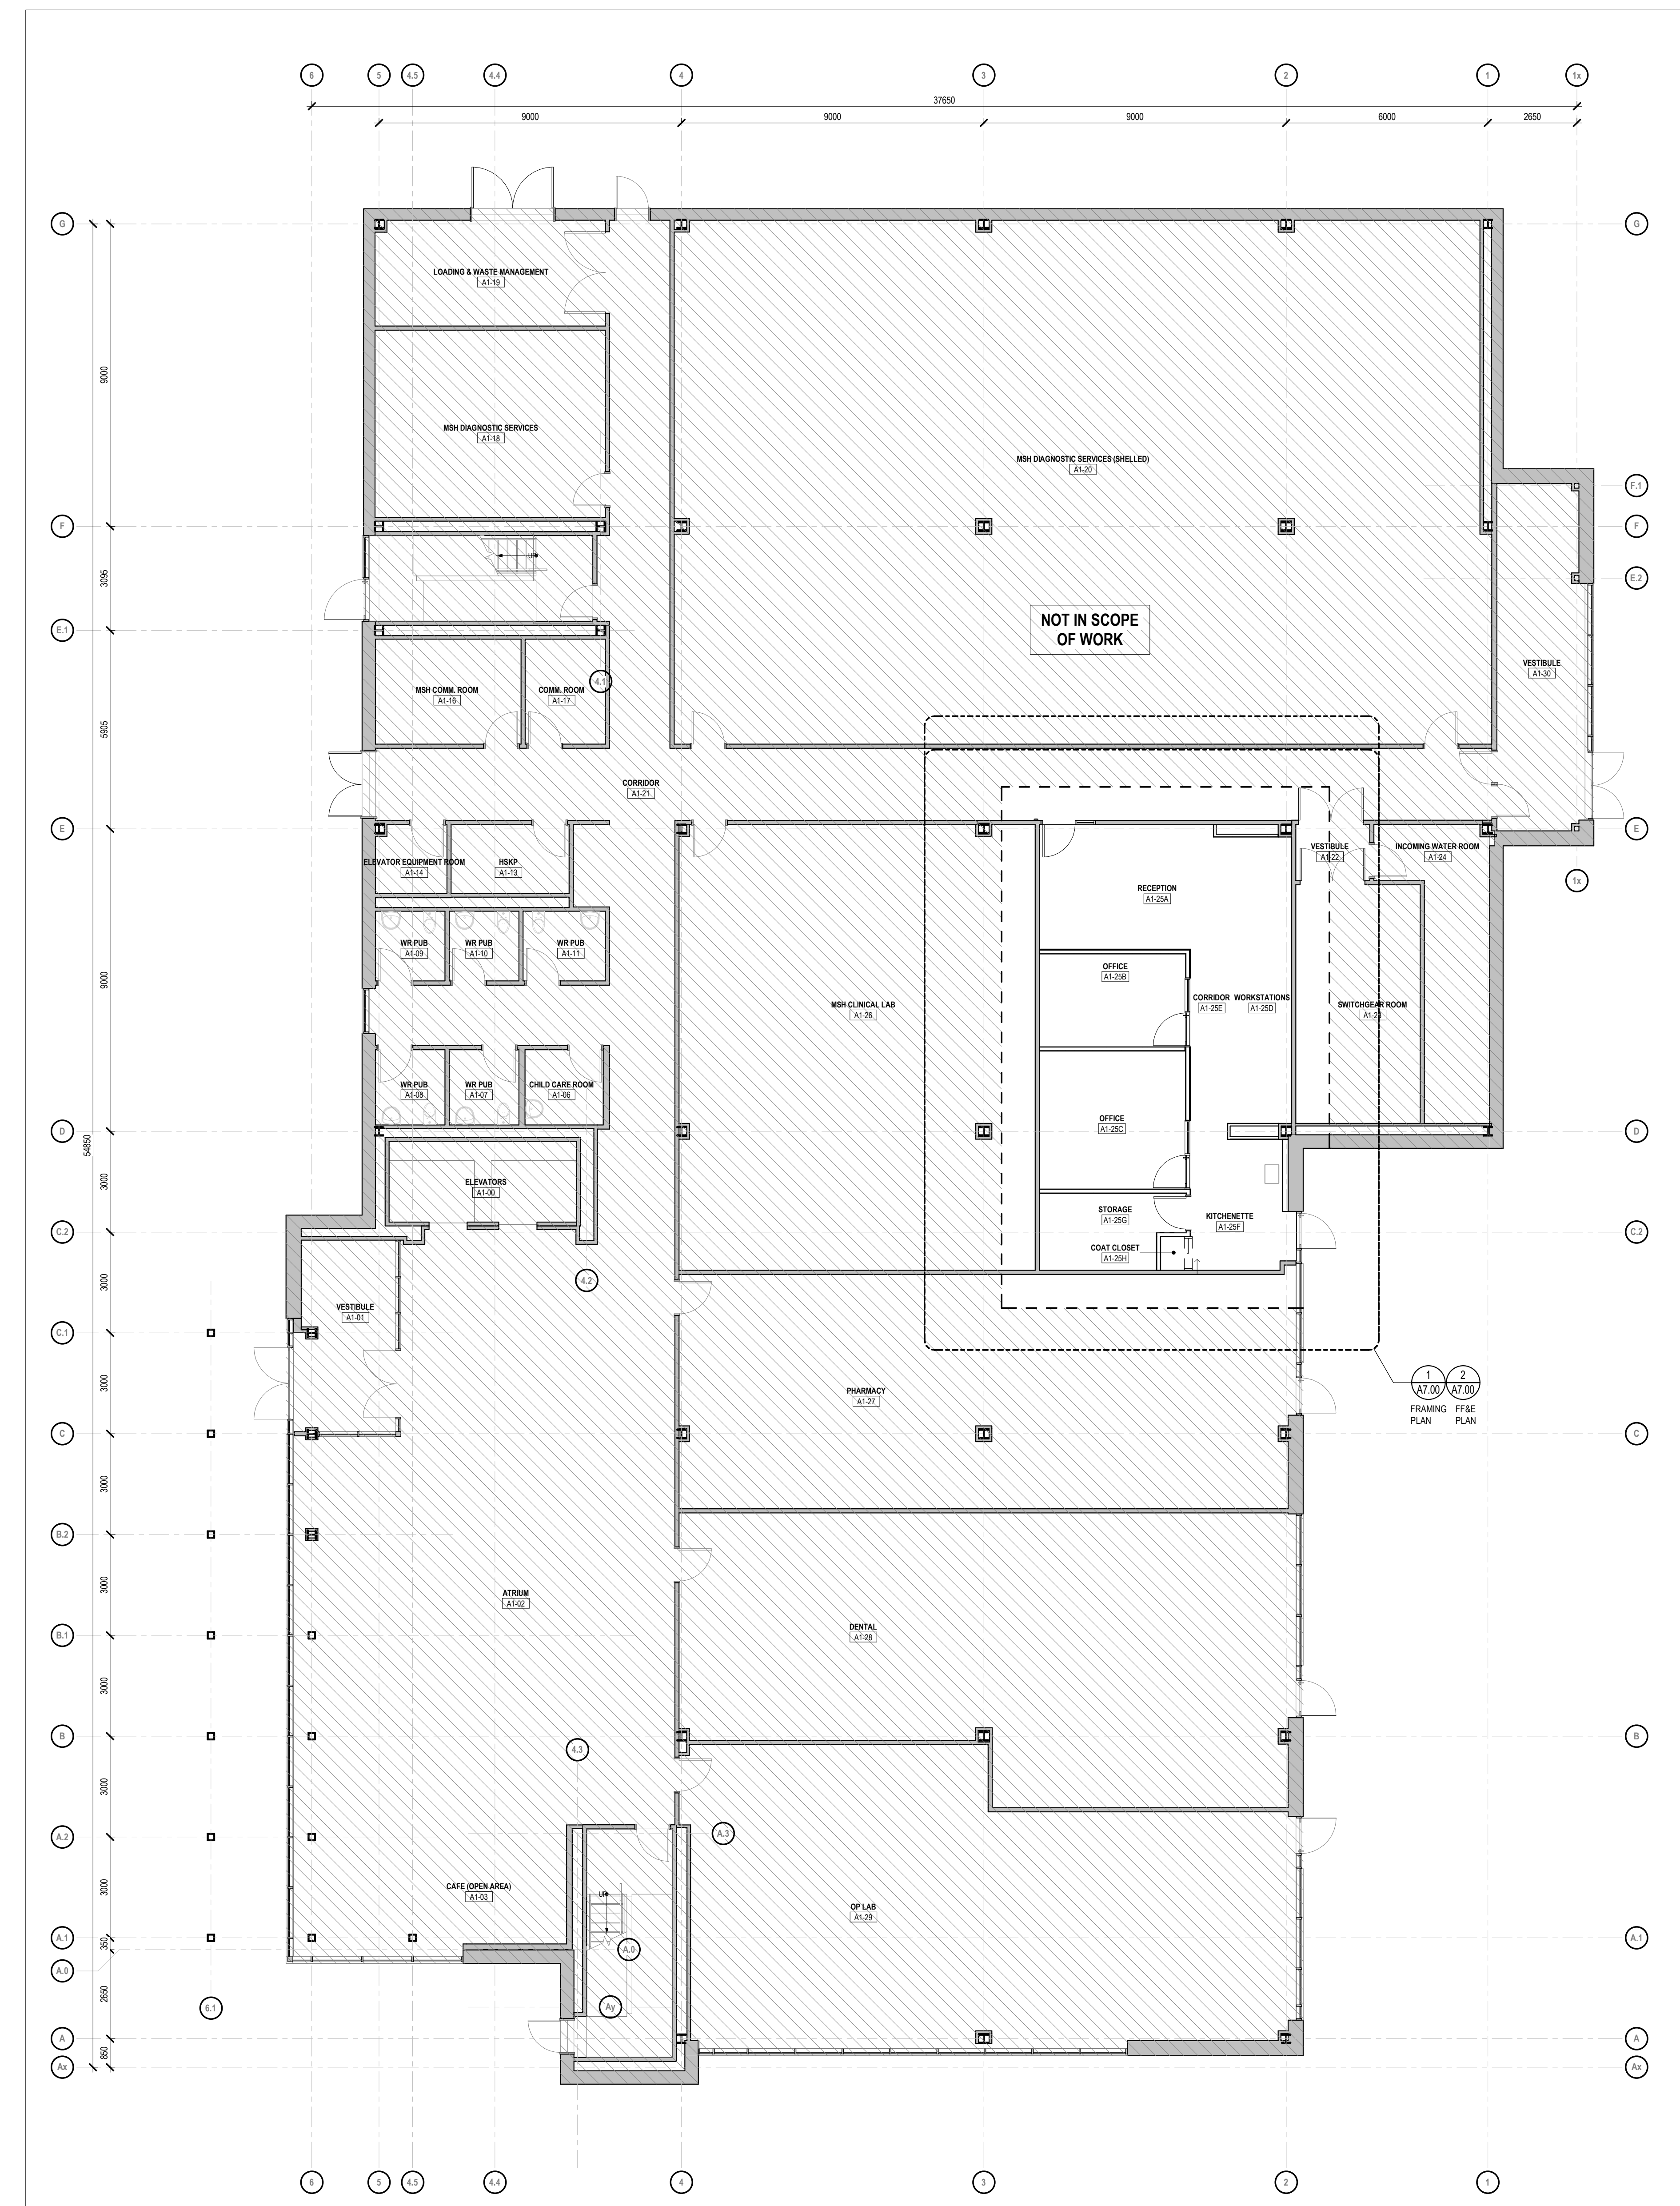 6 5 4.5 4.4 4 3 2 1 1x
37650
9000 9000 9000 6000 2650
G G
LOADING & WASTE MANAGEMENT
A1-19
9000
MSH DIAGNOSTIC SERVICES
A1-18
MSH DIAGNOSTIC SERVICES (SHELLED)
A1-20
F.1
F F
UP
3095
E.2
E.1
NOT IN SCOPE
OF WORK
VESTIBULE
A1-30
4.1
MSH COMM. ROOM
A1-16
COMM. ROOM
A1-17
5905
CORRIDOR
A1-21
E E
ELEVATOR EQUIPMENT ROOM
A1-14
HSKP
A1-13
VESTIBULE
A1-22
INCOMING WATER ROOM
A1-24
1x
RECEPTION
A1-25A
WR PUB
A1-09
WR PUB
A1-10
WR PUB
A1-11
OFFICE
A1-25B
9000
MSH CLINICAL LAB
A1-26
CORRIDOR
A1-25E
WORKSTATIONS
A1-25D
SWITCHGEAR ROOM
A1-23
WR PUB
A1-08
WR PUB
A1-07
CHILD CARE ROOM
A1-06
OFFICE
A1-25C
D D
54850
3000
ELEVATORS
A1-00
STORAGE
A1-25G
KITCHENETTE
A1-25F
C.2 C.2
COAT CLOSET
A1-25H
3000
4.2
VESTIBULE
A1-01
C.1
3000
PHARMACY
A1-27
1
A7.00
FRAMING
PLAN
2
A7.00
FF&E
PLAN
C C
3000
B.2
3000
ATRIUM
A1-02
DENTAL
A1-28
B.1
3000
B B
4.3
3000
A.2
A.3
3000
CAFE (OPEN AREA)
A1-03
UP
OP LAB
A1-29
A.1 A.1
350
A.0
A.0
2650
6.1
Ay
A A
850
Ax Ax
6 5 4.5 4.4 4 3 2 1